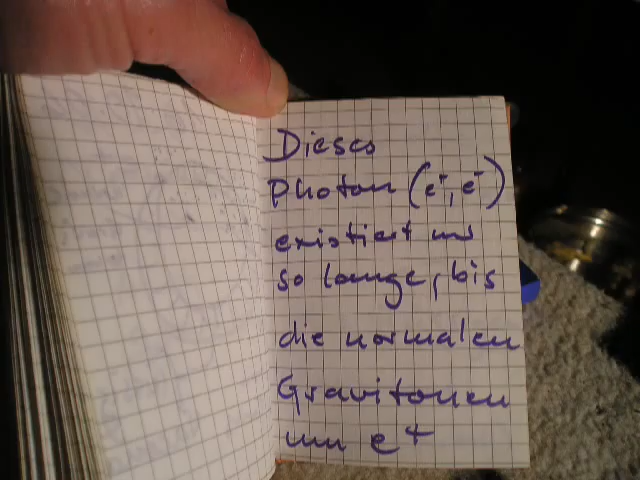 Dieses
Photon (e⁺, e⁻)
existiert nur
so lange, bis
die normalen
Gravitonen
um e+